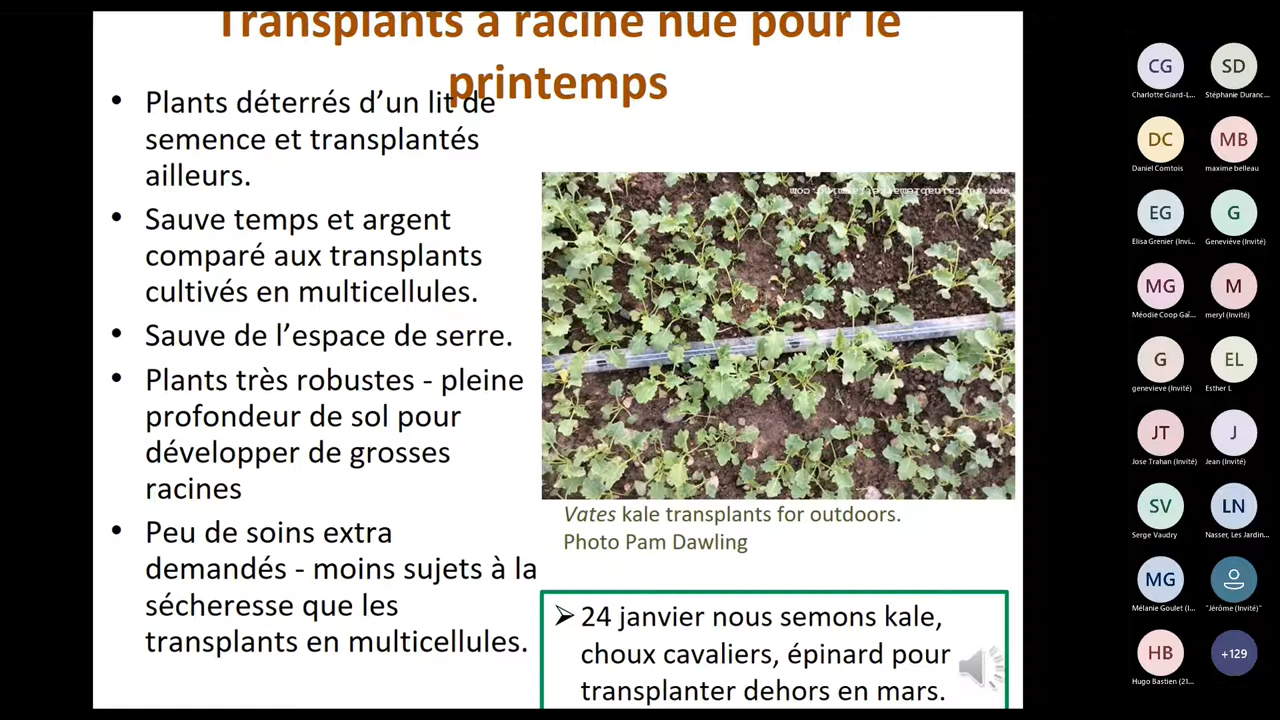 Transplants à racine nue pour le
printemps
• Plants déterrés d’un lit de
semence et transplantés
ailleurs.
• Sauve temps et argent
comparé aux transplants
cultivés en multicellules.
• Sauve de l’espace de serre.
• Plants très robustes - pleine
profondeur de sol pour
développer de grosses
racines
• Peu de soins extra
demandés - moins sujets à la
sécheresse que les
transplants en multicellules.
Vates kale transplants for outdoors.
Photo Pam Dawling
➢ 24 janvier nous semons kale,
choux cavaliers, épinard pour
transplanter dehors en mars.
CG
Charlotte Giard-L...
SD
Stéphanie Duranc...
DC
Daniel Comtois
MB
maxime belleau
EG
Elisa Grenier (Invi...
G
Geneviève (Invité)
MG
Méodie Coop Gaï...
M
meryl (Invité)
G
genevieve (Invité)
EL
Esther L
JT
Jose Trahan (Invité)
J
Jean (Invité)
SV
Serge Vaudry
LN
Nasser, Les Jardin...
MG
Mélanie Goulet (I...
"Jérôme (Invité)"
HB
Hugo Bastien (21...
+129